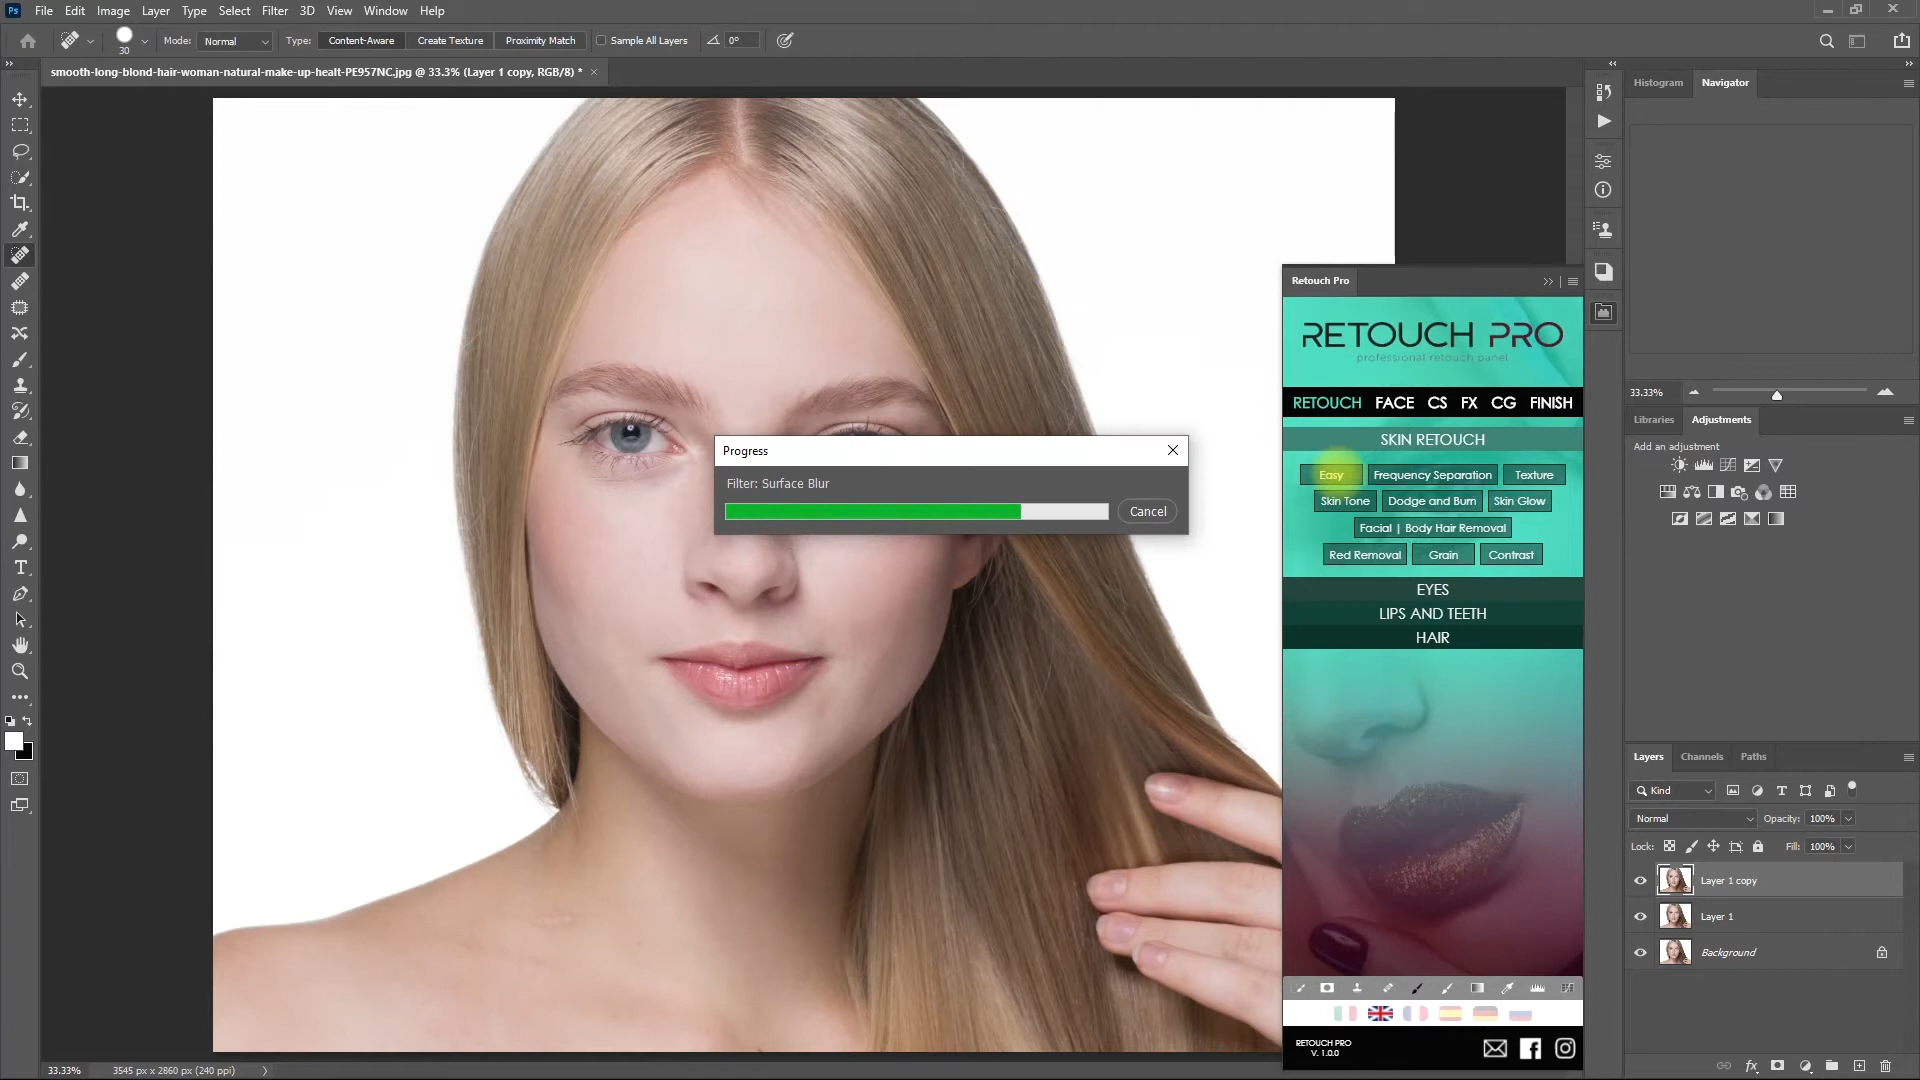 Ps File Edit Image Layer Type Select Filter 3D View Window Help
30 Mode: Normal Type: Content-Aware Create Texture Proximity Match Sample All Layers 0°
smooth-long-blond-hair-woman-natural-make-up-healt-PE957NC.jpg @ 33.3% (Layer 1 copy, RGB/8) *
Histogram Navigator
33.33%
Libraries Adjustments
Add an adjustment
Progress
Filter: Surface Blur
Cancel
Retouch Pro
RETOUCH PRO
professional retouch panel
RETOUCH FACE CS FX CG FINISH
SKIN RETOUCH
Easy Frequency Separation Texture
Skin Tone Dodge and Burn Skin Glow
Facial | Body Hair Removal
Red Removal Grain Contrast
EYES
LIPS AND TEETH
HAIR
RETOUCH PRO
V. 1.0.0
Layers Channels Paths
Kind
Normal Opacity: 100%
Lock: Fill: 100%
Layer 1 copy
Layer 1
Background
33.33% 3545 px x 2860 px (240 ppi)